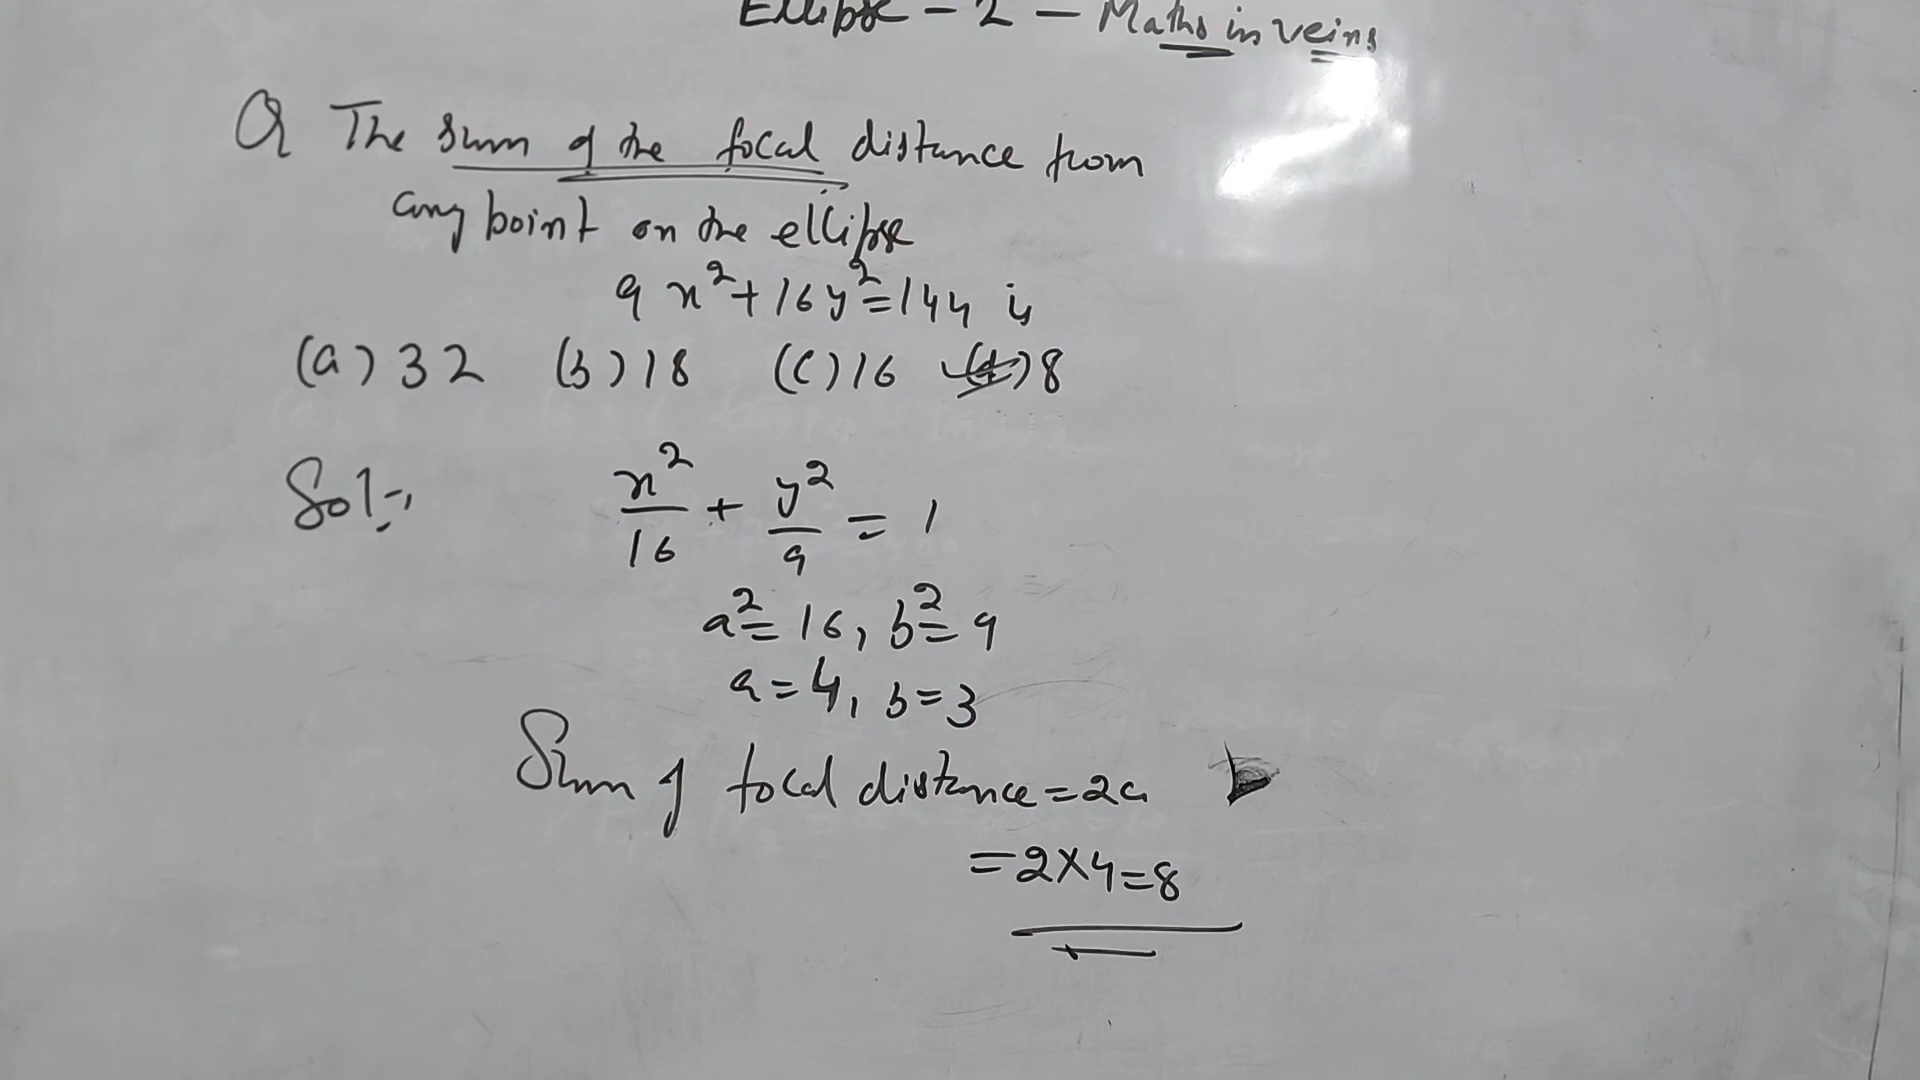 Ellipse - 2 - Maths in veins
Q The sum of the focal distance from
any point on the ellipse
9x² + 16y² = 144 is
(a) 32 (b) 18 (c) 16 (d) 8
Sol:-
x²/16 + y²/9 = 1
a² = 16, b² = 9
a = 4, b = 3
Sum of focal distance = 2a
= 2×4 = 8